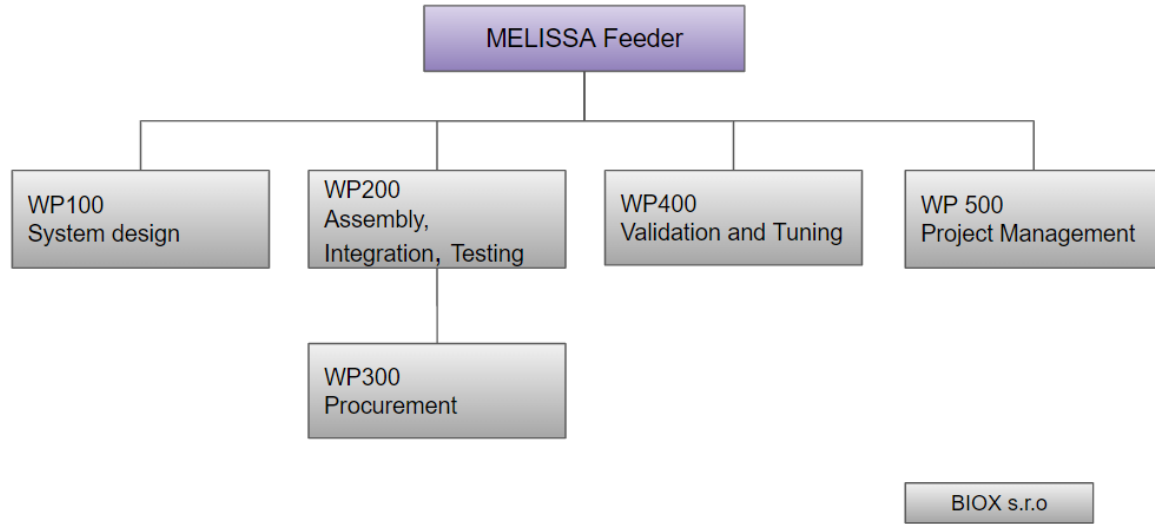 MELISSA Feeder
WP100
System design
WP200
Assembly,
Integration, Testing
WP400
Validation and Tuning
WP 500
Project Management
WP300
Procurement
BIOX s.r.o